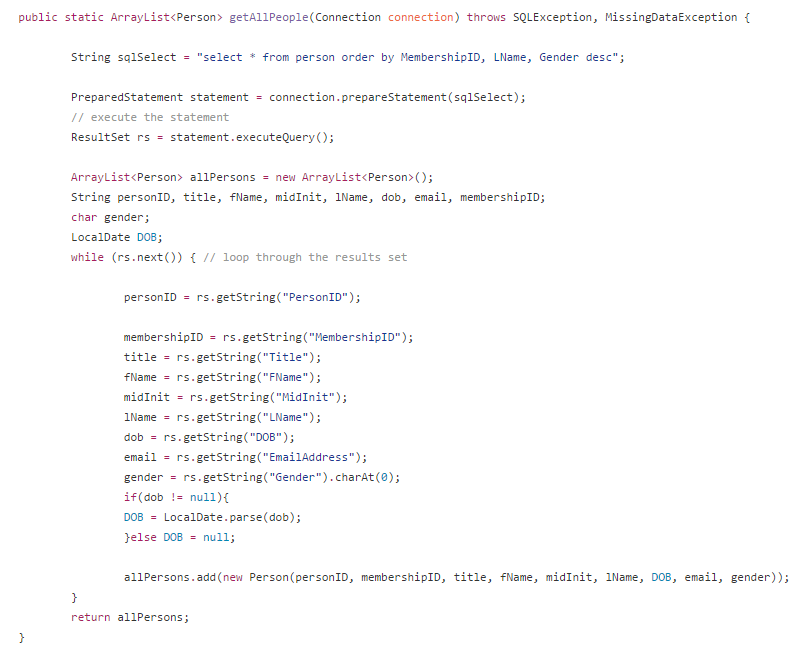 public static ArrayList<Person> getAllPeople(Connection connection) throws SQLException, MissingDataException {
String sqlSelect = "select * from person order by MembershipID, LName, Gender desc";
PreparedStatement statement = connection.prepareStatement(sqlSelect);
// execute the statement
ResultSet rs = statement.executeQuery();
ArrayList<Person> allPersons = new ArrayList<Person>();
String personID, title, fName, midInit, lName, dob, email, membershipID;
char gender;
LocalDate DOB;
while (rs.next()) { // loop through the results set
personID = rs.getString("PersonID");
membershipID = rs.getString("MembershipID");
title = rs.getString("Title");
fName = rs.getString("FName");
midInit = rs.getString("MidInit");
lName = rs.getString("LName");
dob = rs.getString("DOB");
email = rs.getString("EmailAddress");
gender = rs.getString("Gender").charAt(0);
if(dob != null){
DOB = LocalDate.parse(dob);
}else DOB = null;
allPersons.add(new Person(personID, membershipID, title, fName, midInit, lName, DOB, email, gender));
}
return allPersons;
}